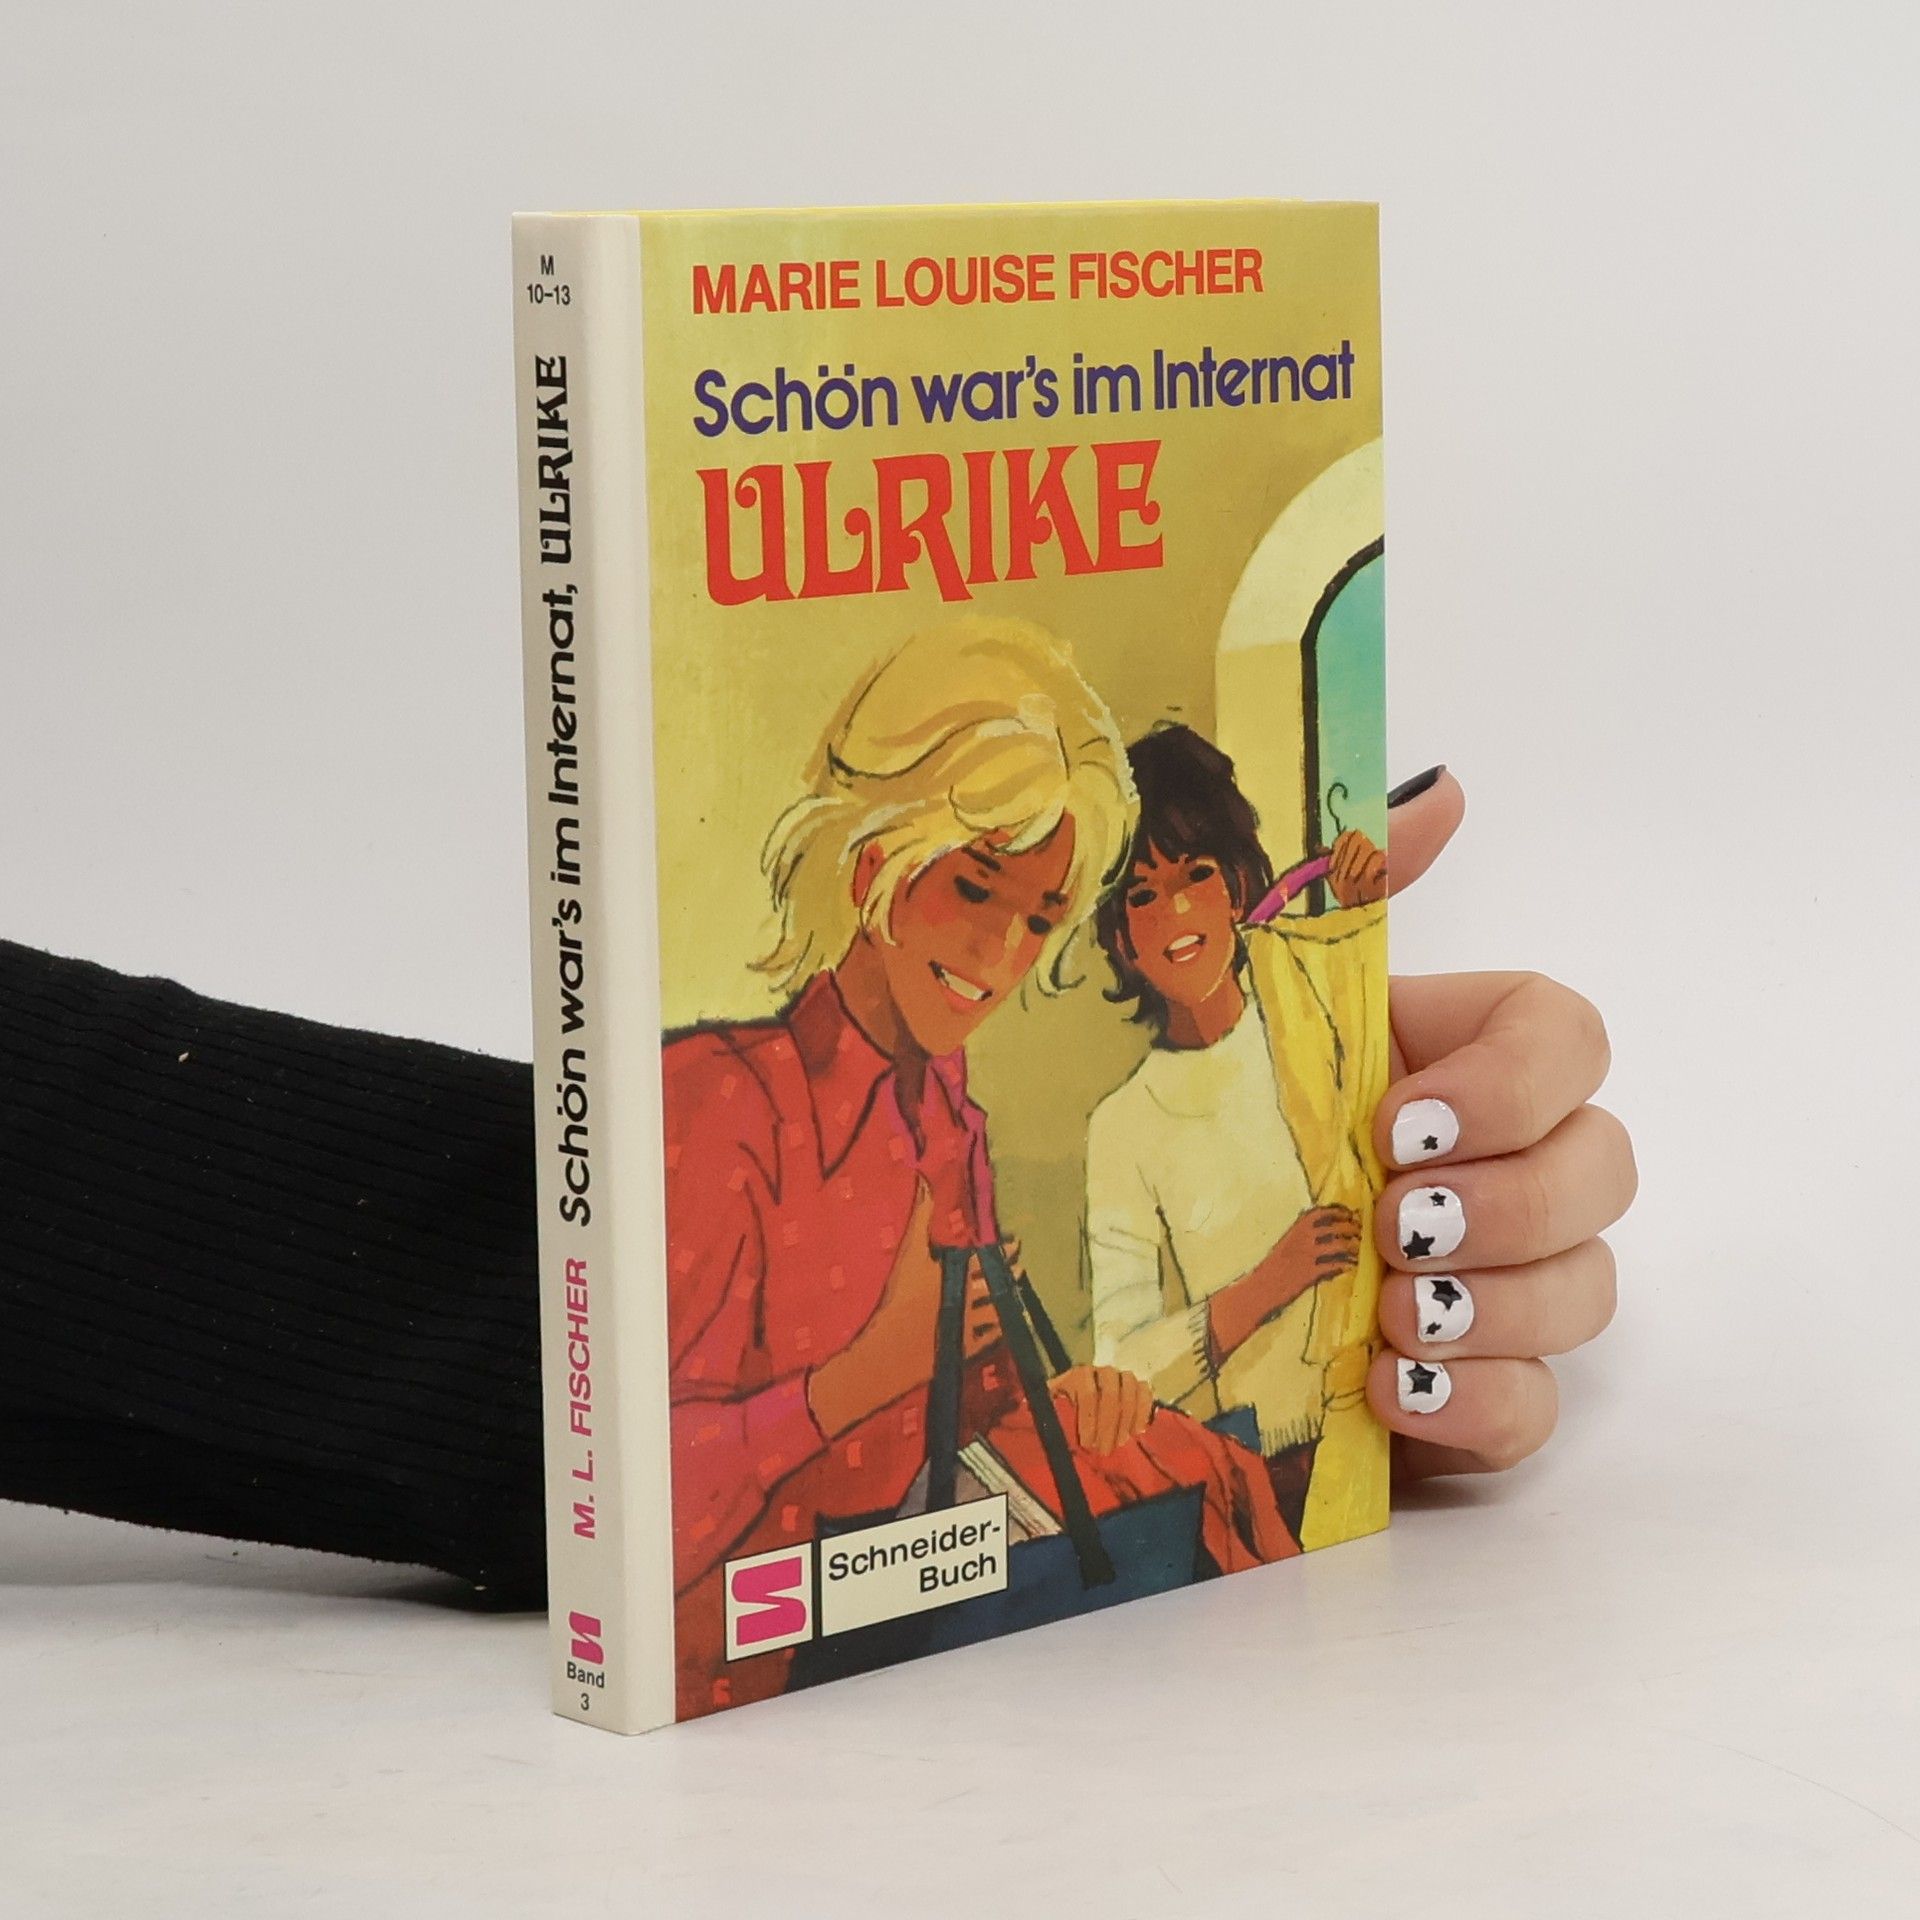 M
10–13
M. L. FISCHER Schön war's im Internat, ULRIKE
Band
3
MARIE LOUISE FISCHER
Schön war's im Internat
ULRIKE
Schneider-
Buch